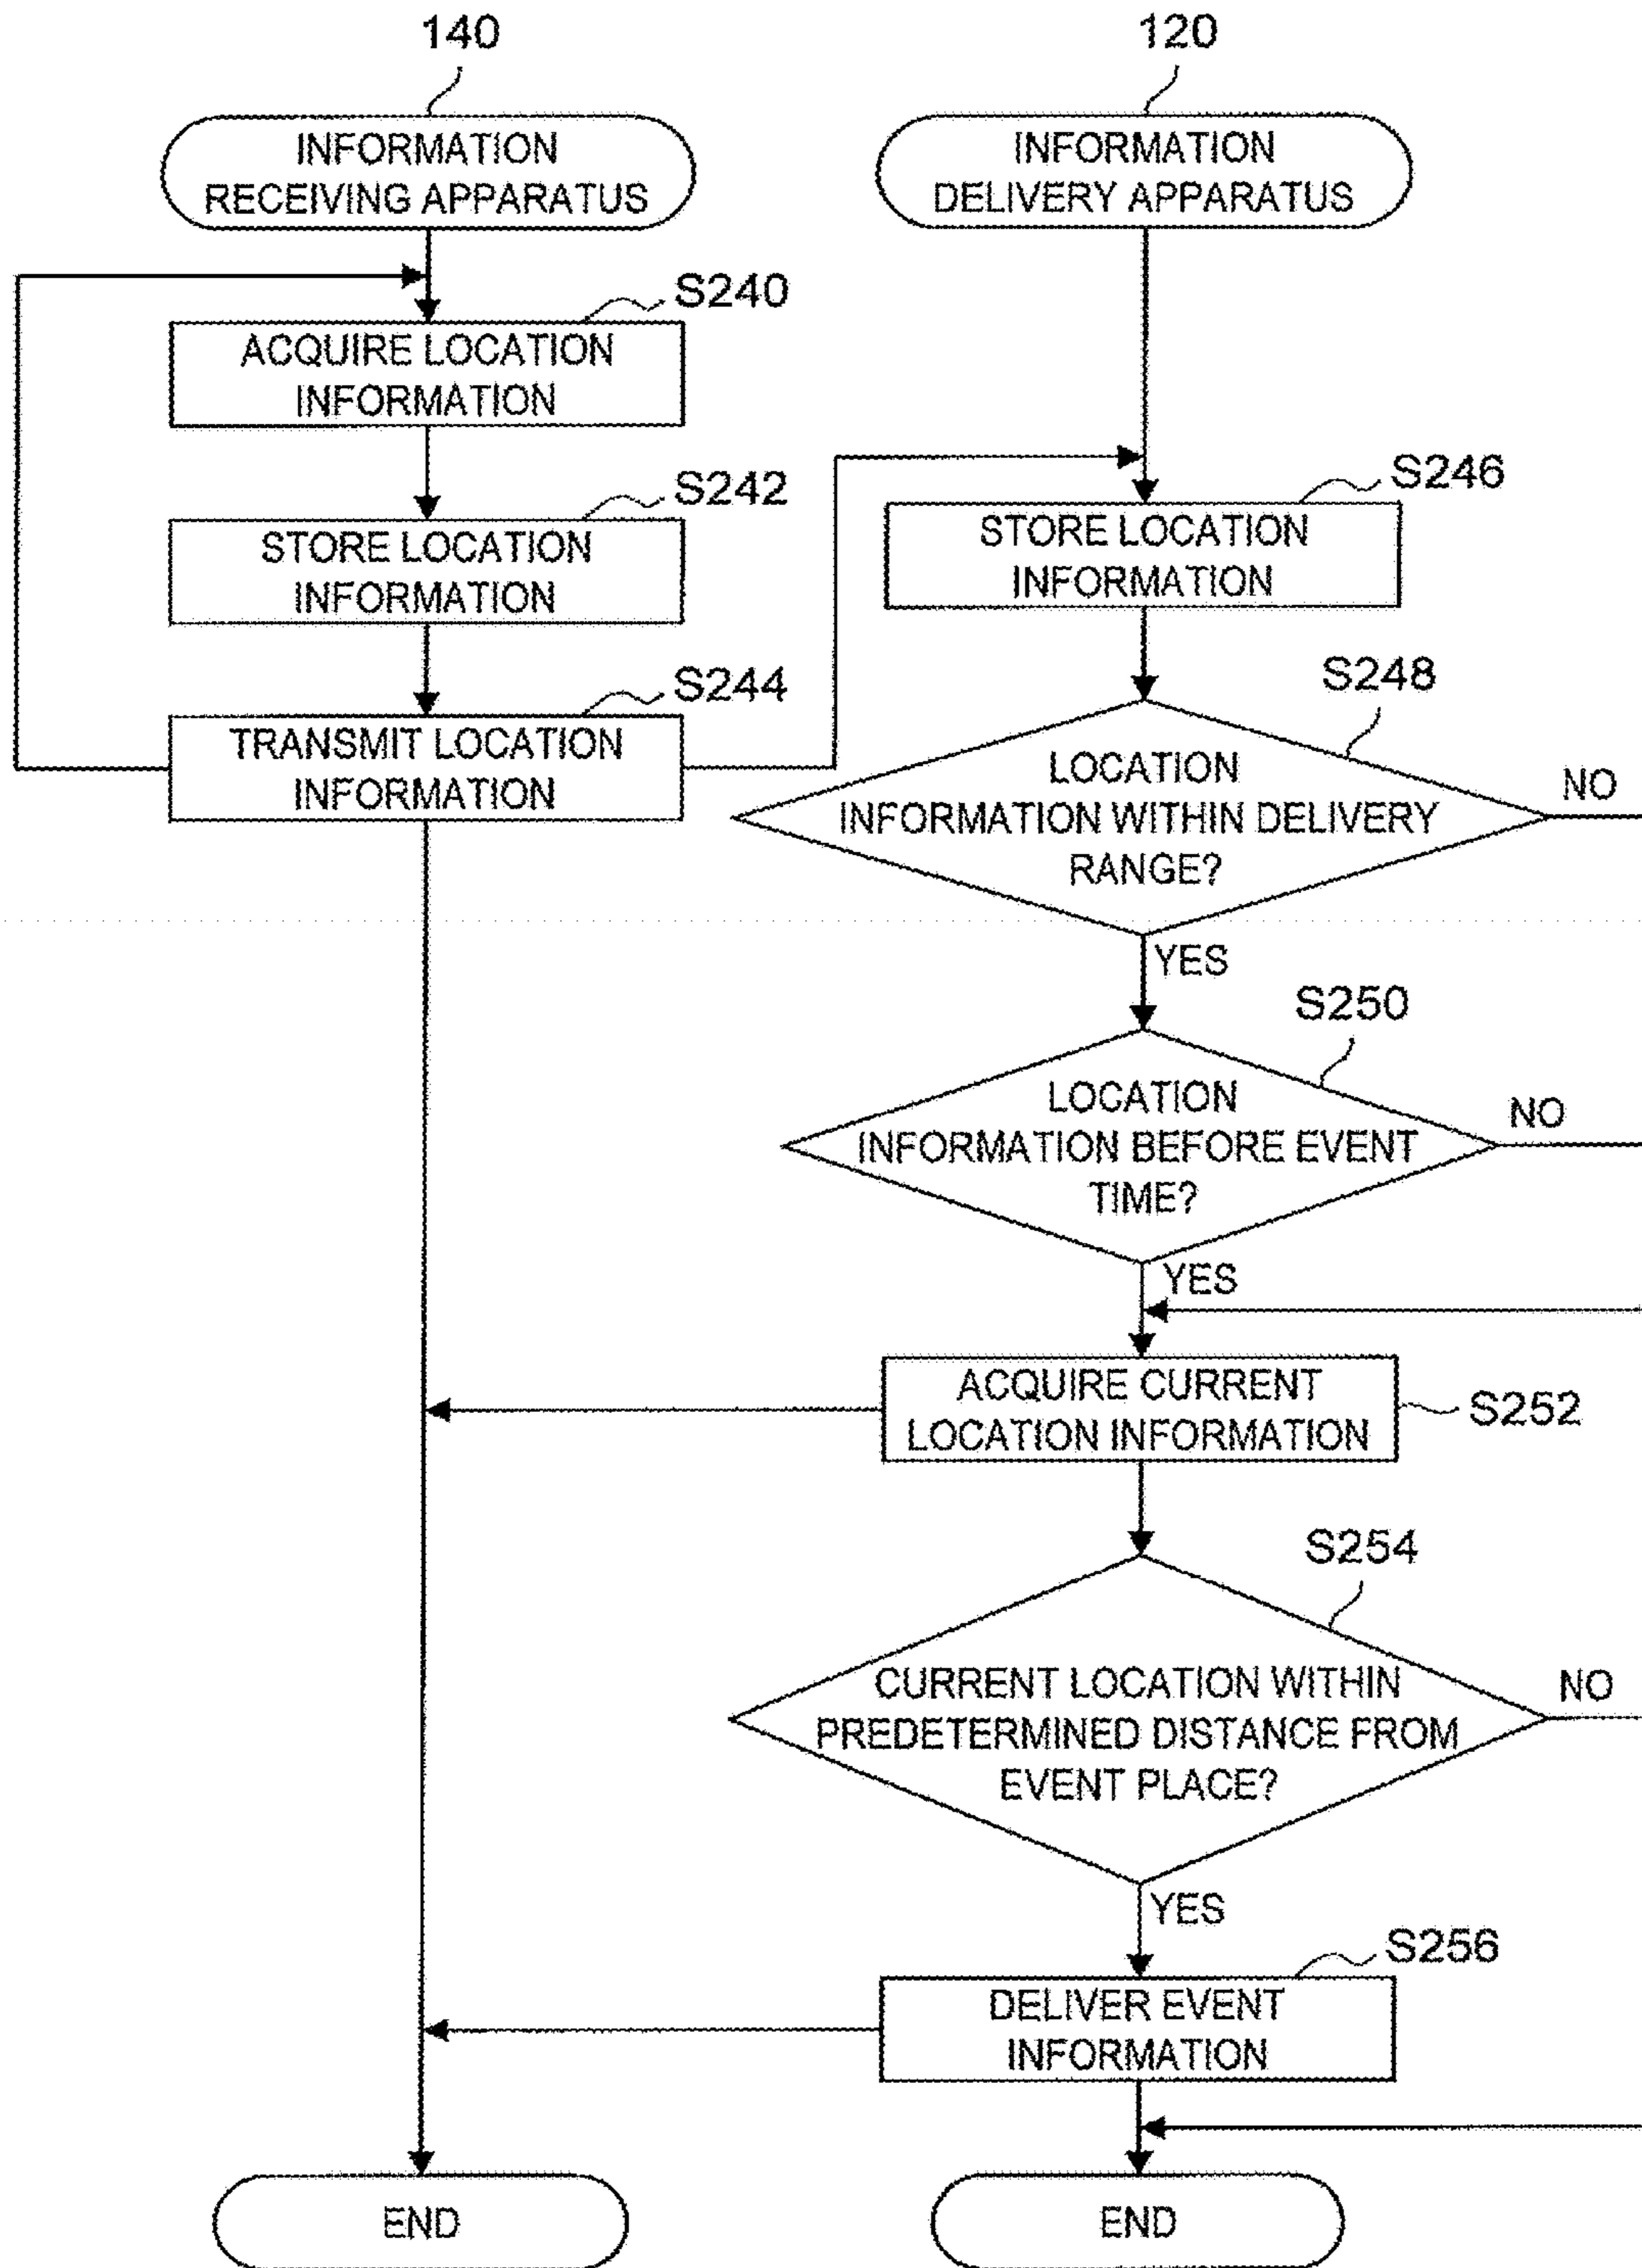 140
120
INFORMATION
RECEIVING APPARATUS
INFORMATION
DELIVERY APPARATUS
S240
ACQUIRE LOCATION
INFORMATION
S242
STORE LOCATION
INFORMATION
S246
STORE LOCATION
INFORMATION
S244
TRANSMIT LOCATION
INFORMATION
S248
LOCATION
INFORMATION WITHIN DELIVERY
RANGE?
NO
YES
S250
LOCATION
INFORMATION BEFORE EVENT
TIME?
NO
YES
ACQUIRE CURRENT
LOCATION INFORMATION
S252
S254
CURRENT LOCATION WITHIN
PREDETERMINED DISTANCE FROM
EVENT PLACE?
NO
YES
S256
DELIVER EVENT
INFORMATION
END
END